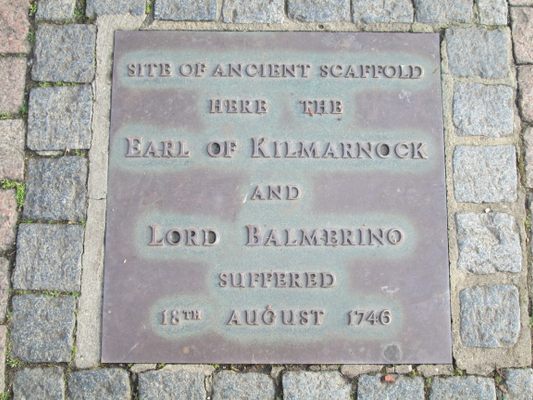 SITE OF ANCIENT SCAFFOLD
HERE THE
EARL OF KILMARNOCK
AND
LORD BALMERINO
SUFFERED
18TH AUGUST 1746